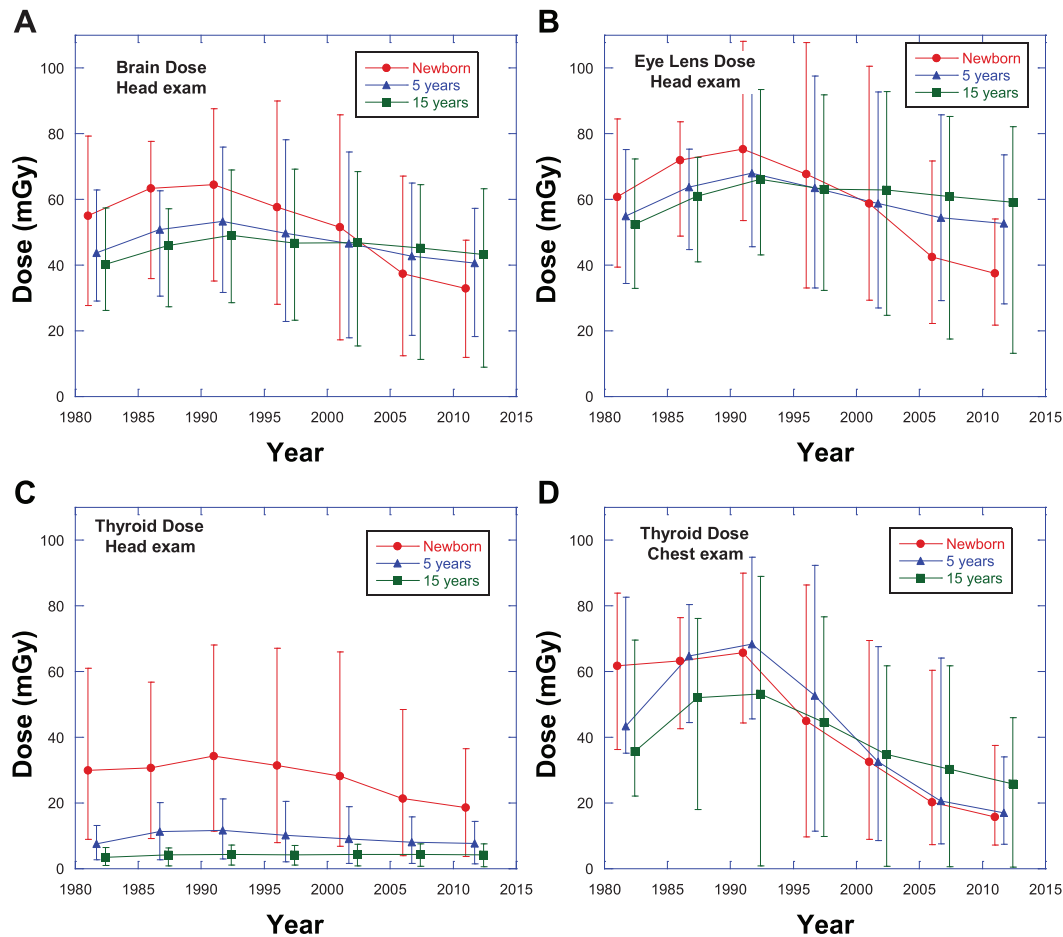 A
Brain Dose
Head exam
Newborn
5 years
15 years
Dose (mGy)
100
80
60
40
20
0
1980 1985 1990 1995 2000 2005 2010 2015
Year
B
Eye Lens Dose
Head exam
Newborn
5 years
15 years
Dose (mGy)
100
80
60
40
20
0
1980 1985 1990 1995 2000 2005 2010 2015
Year
C
Thyroid Dose
Head exam
Newborn
5 years
15 years
Dose (mGy)
100
80
60
40
20
0
1980 1985 1990 1995 2000 2005 2010 2015
Year
D
Thyroid Dose
Chest exam
Newborn
5 years
15 years
Dose (mGy)
100
80
60
40
20
0
1980 1985 1990 1995 2000 2005 2010 2015
Year